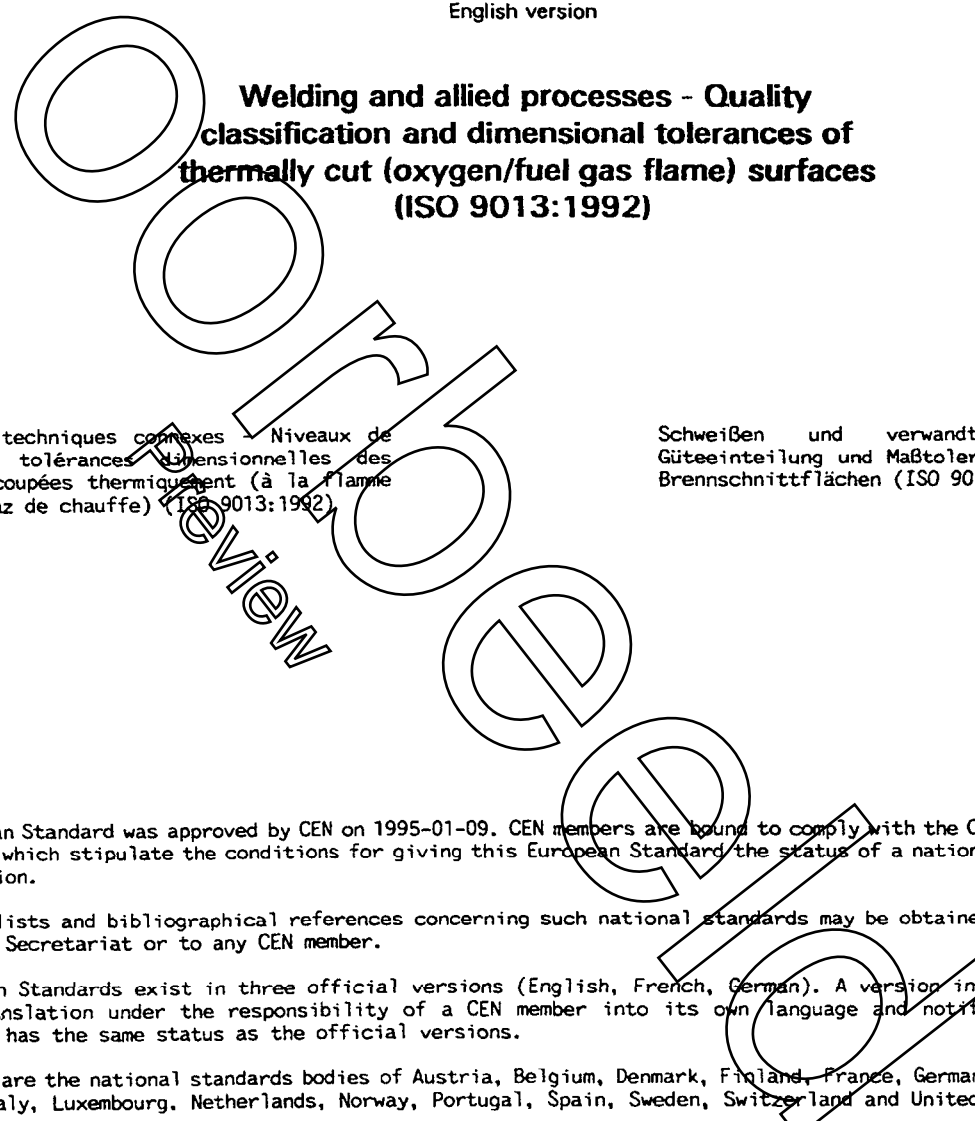 English version
Welding and allied processes - Quality
classification and dimensional tolerances of
thermally cut (oxygen/fuel gas flame) surfaces
(ISO 9013:1992)
techniques connexes - Niveaux de
tolérances dimensionnelles des
coupées thermiquement (à la flamme
az de chauffe) (ISO 9013:1992)
Schweißen und verwandt
Güteeinteilung und Maßtoler
Brennschnittflächen (ISO 90
an Standard was approved by CEN on 1995-01-09. CEN members are bound to comply with the C
which stipulate the conditions for giving this European Standard the status of a nation
ion.
lists and bibliographical references concerning such national standards may be obtaine
Secretariat or to any CEN member.
n Standards exist in three official versions (English, French, German). A version in
nslation under the responsibility of a CEN member into its own language and notif
has the same status as the official versions.
are the national standards bodies of Austria, Belgium, Denmark, Finland, France, German
aly, Luxembourg. Netherlands, Norway, Portugal, Spain, Sweden, Switzerland and United
Voorbeeld
Preview